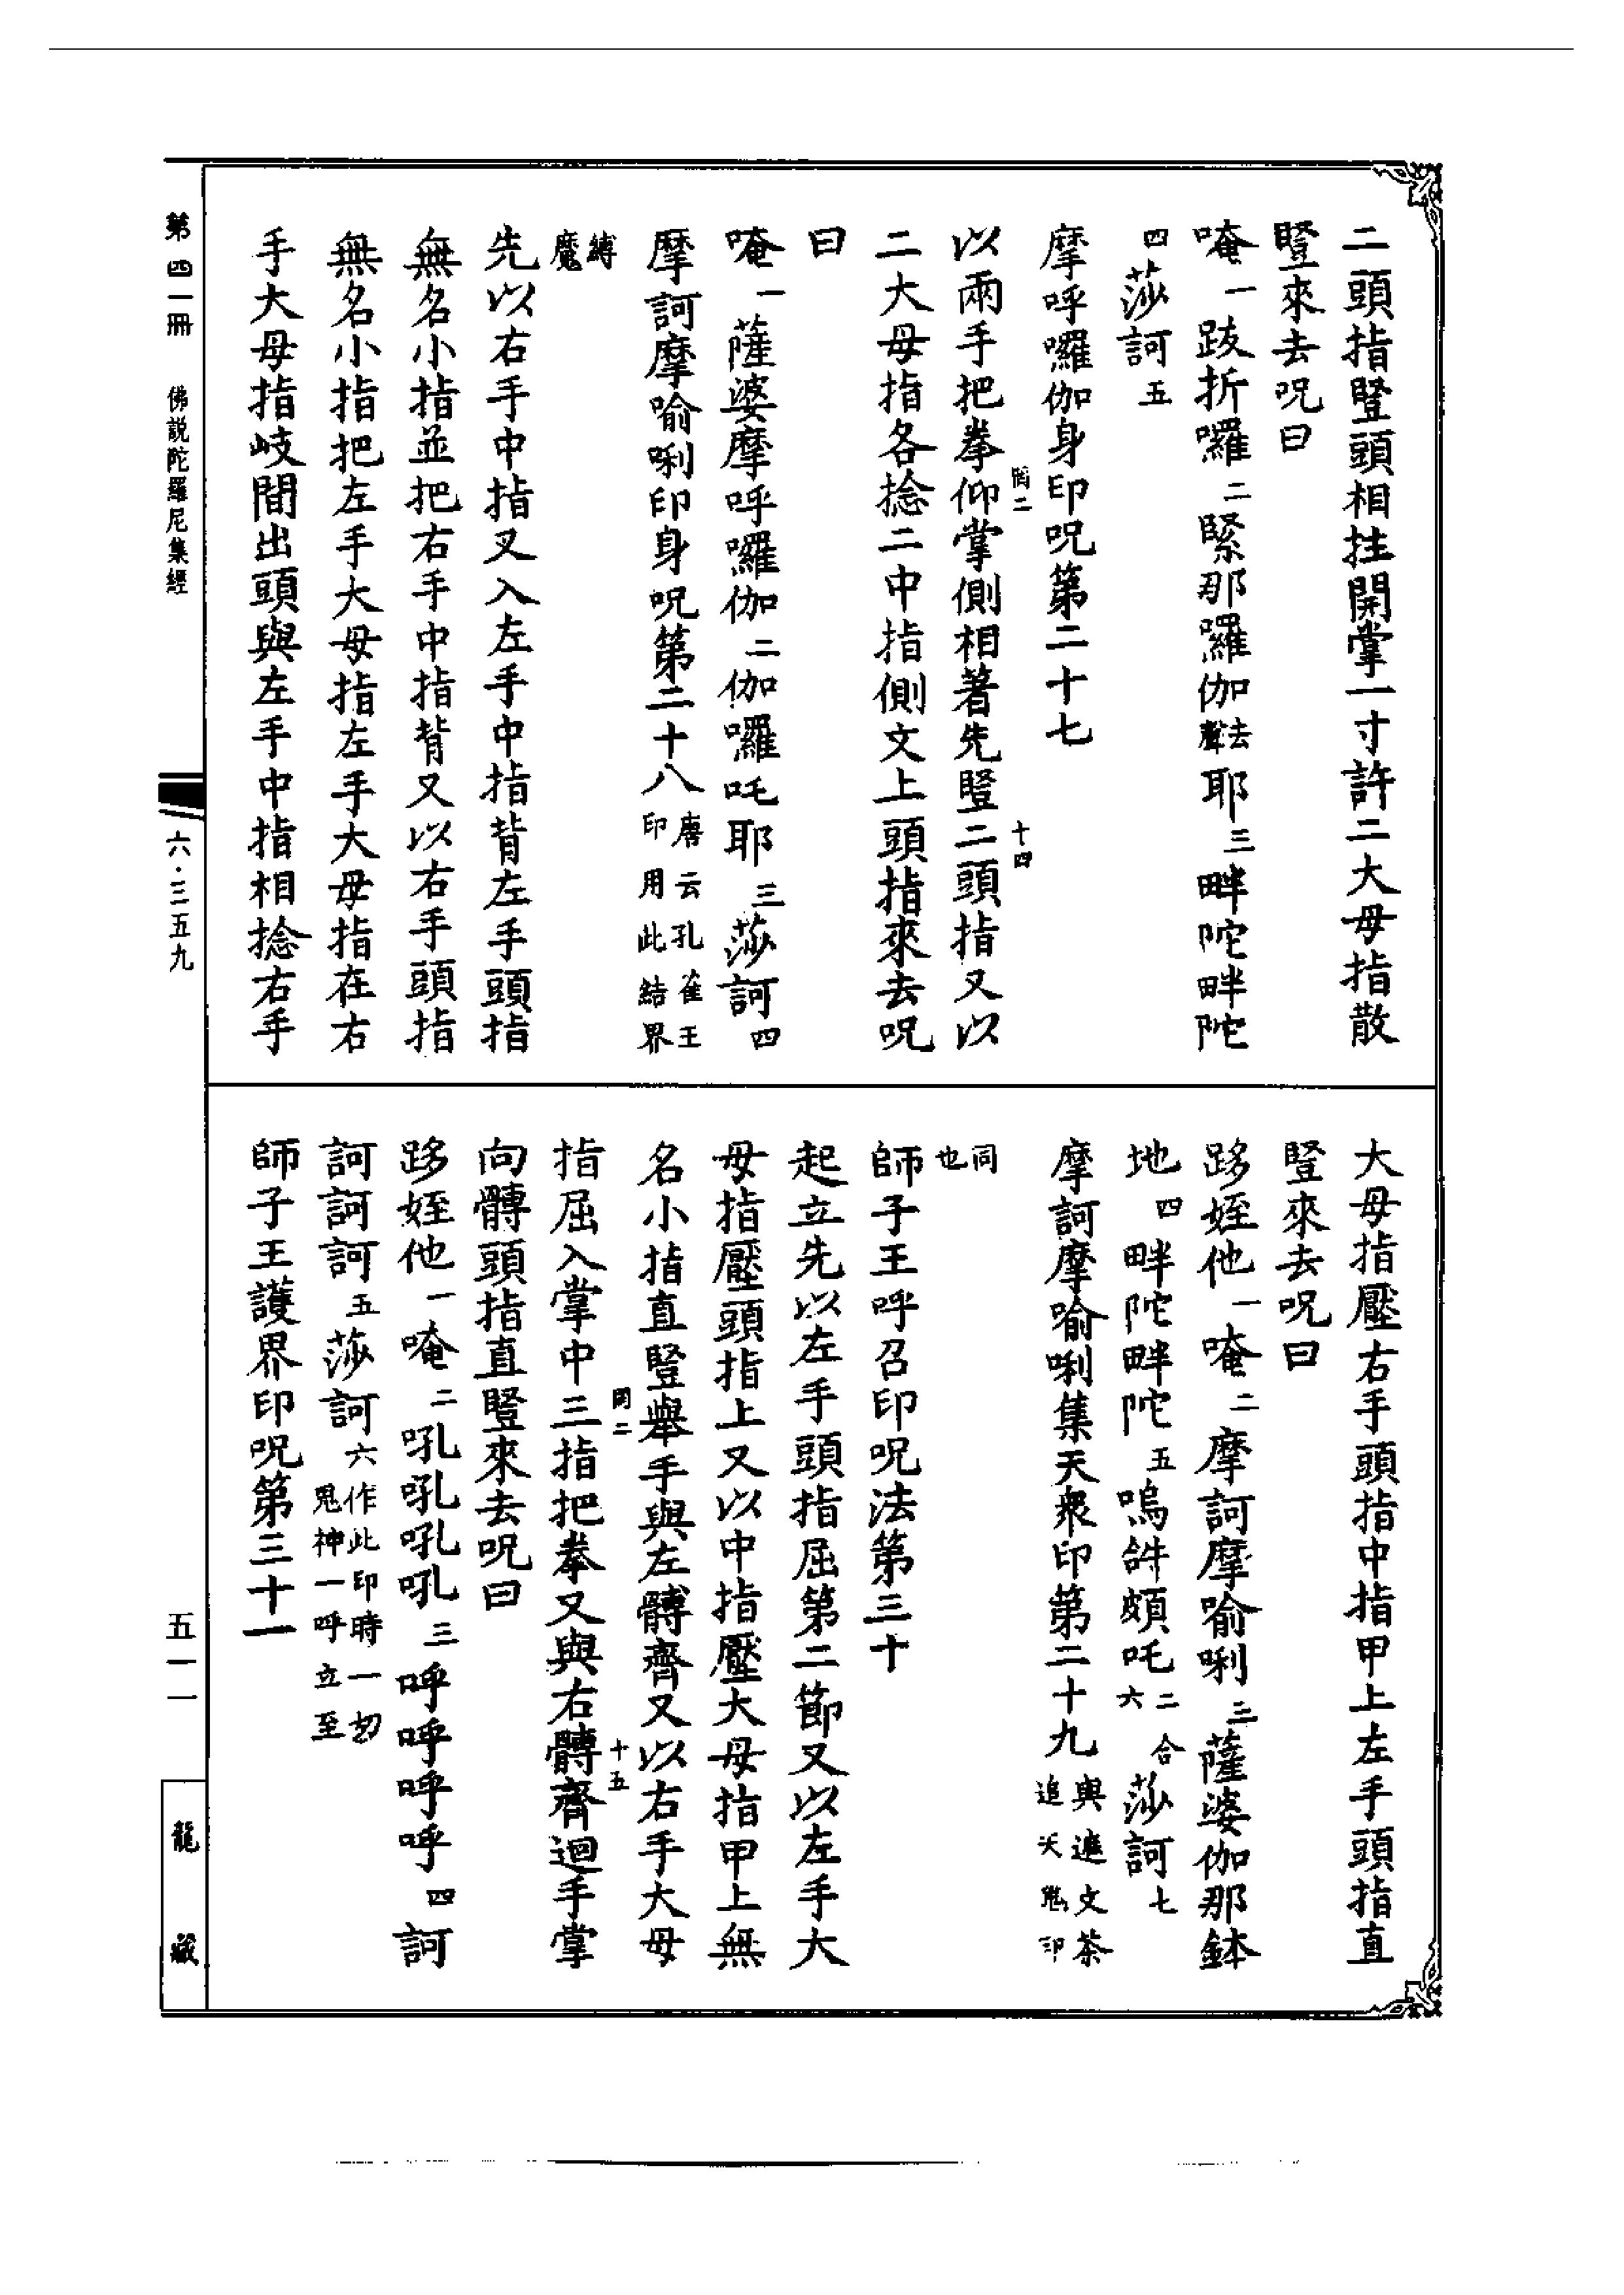 二頭指豎頭相拄開掌一寸許二大母指散
豎來去呪曰
唵一跋折囉二緊那囉伽去聲耶三畔陀畔陀
四莎訶五
摩呼囉伽身印呪第二十七
以兩手把拳仰掌側相著先豎二頭指又以
二大母指各捻二中指側文上頭指來去呪
曰
唵一薩婆摩呼囉伽二伽囉吒耶三莎訶四
摩訶摩喻唎印身呪第二十八唐云孔雀王印用此結界
縛魔
先以右手中指叉入左手中指背左手頭指
無名小指並把右手中指背又以右手頭指
無名小指把左手大母指左手大母指在右
手大母指岐間出頭與左手中指相捻右手
大母指壓右手頭指中指甲上左手頭指直
豎來去呪曰
跢姪他一唵二摩訶摩喻唎三薩婆伽那鉢
地四畔陀畔陀五嗚䚷頗吒二合六莎訶七
摩訶摩喻唎集天衆印第二十九與遮文茶追天鬼印
同也
師子王呼召印呪法第三十
起立先以左手頭指屈第二節又以左手大
母指壓頭指上又以中指壓大母指甲上無
名小指直豎舉手與左髆齊又以右手大母
指屈入掌中三指把拳又與右髆齊迴手掌
向髆頭指直豎來去呪曰
跢姪他一唵二吼吼吼吼三呼呼呼呼四訶
訶訶訶五莎訶六作此印時一切鬼神一呼立至
師子王護界印呪第三十一
十四
十五
第四一冊
佛説陀羅尼集經
六·三五九
五一一
龍藏